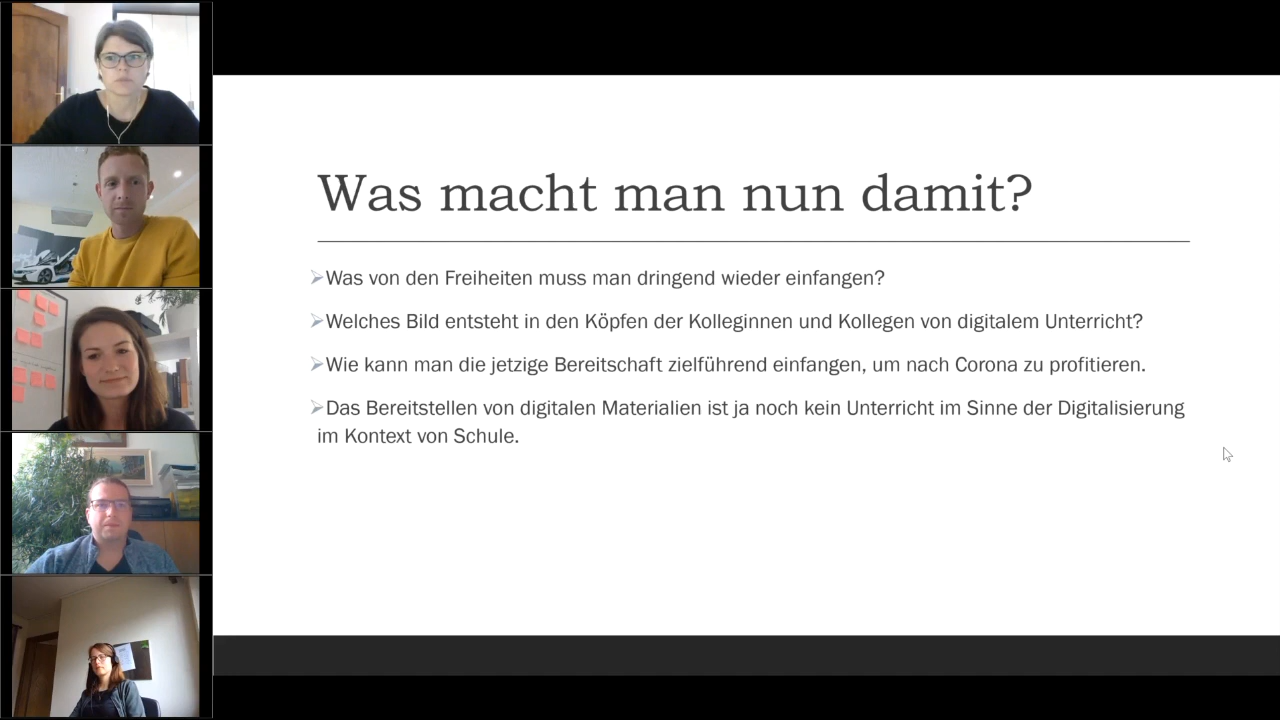 Was macht man nun damit?
Was von den Freiheiten muss man dringend wieder einfangen?
Welches Bild entsteht in den Köpfen der Kolleginnen und Kollegen von digitalem Unterricht?
Wie kann man die jetzige Bereitschaft zielführend einfangen, um nach Corona zu profitieren.
Das Bereitstellen von digitalen Materialien ist ja noch kein Unterricht im Sinne der Digitalisierung
im Kontext von Schule.